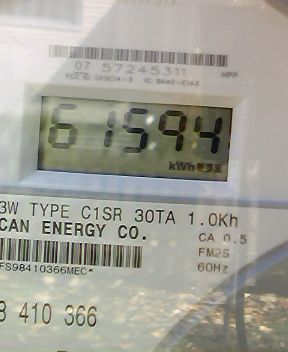 07 57245311
61594
kWh
3W TYPE C1SR 30TA 1.0Kh
CAN ENERGY CO.
CA 0.5
FM2S
60Hz
FS98410366MEC*
410 366